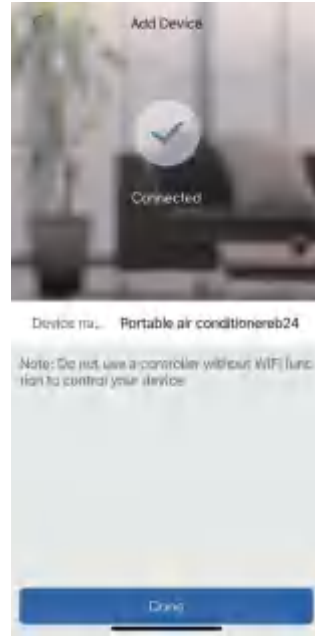 Add Device
Connected
Device na... Portable air conditionereb24
Note: Do not use a controller without WIFI func
tion to control your device
Done